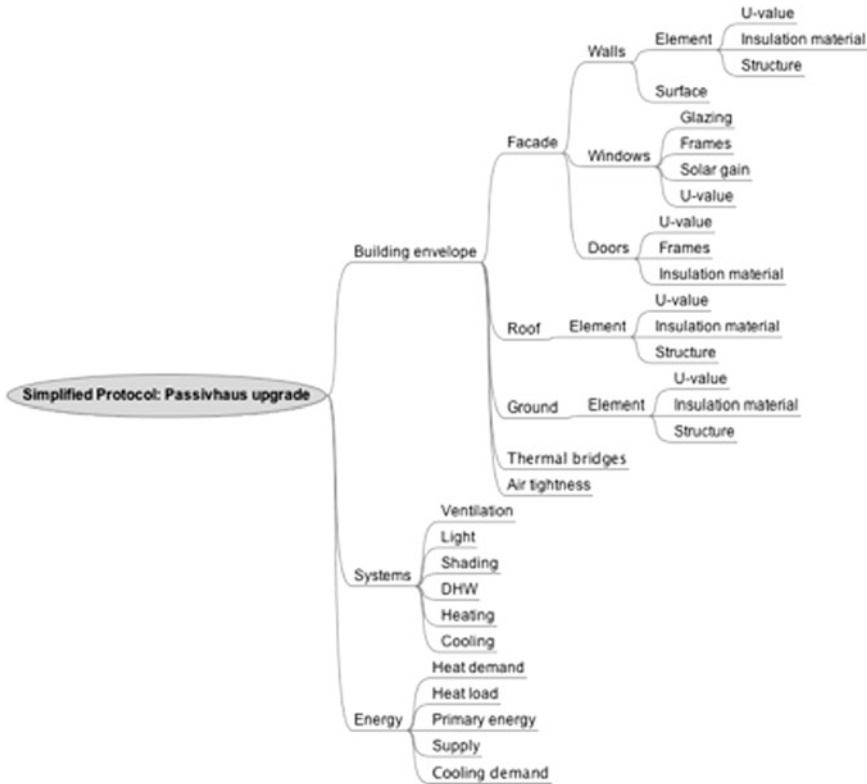 U-value
Element
Insulation material
Walls
Structure
Surface
Glazing
Facade
Frames
Windows
Solar gain
U-value
U-value
Doors
Frames
Insulation material
Building envelope
U-value
Roof
Element
Insulation material
Structure
Simplified Protocol: Passivhaus upgrade
U-value
Ground
Element
Insulation material
Structure
Thermal bridges
Air tightness
Ventilation
Light
Shading
Systems
DHW
Heating
Cooling
Heat demand
Heat load
Energy
Primary energy
Supply
Cooling demand